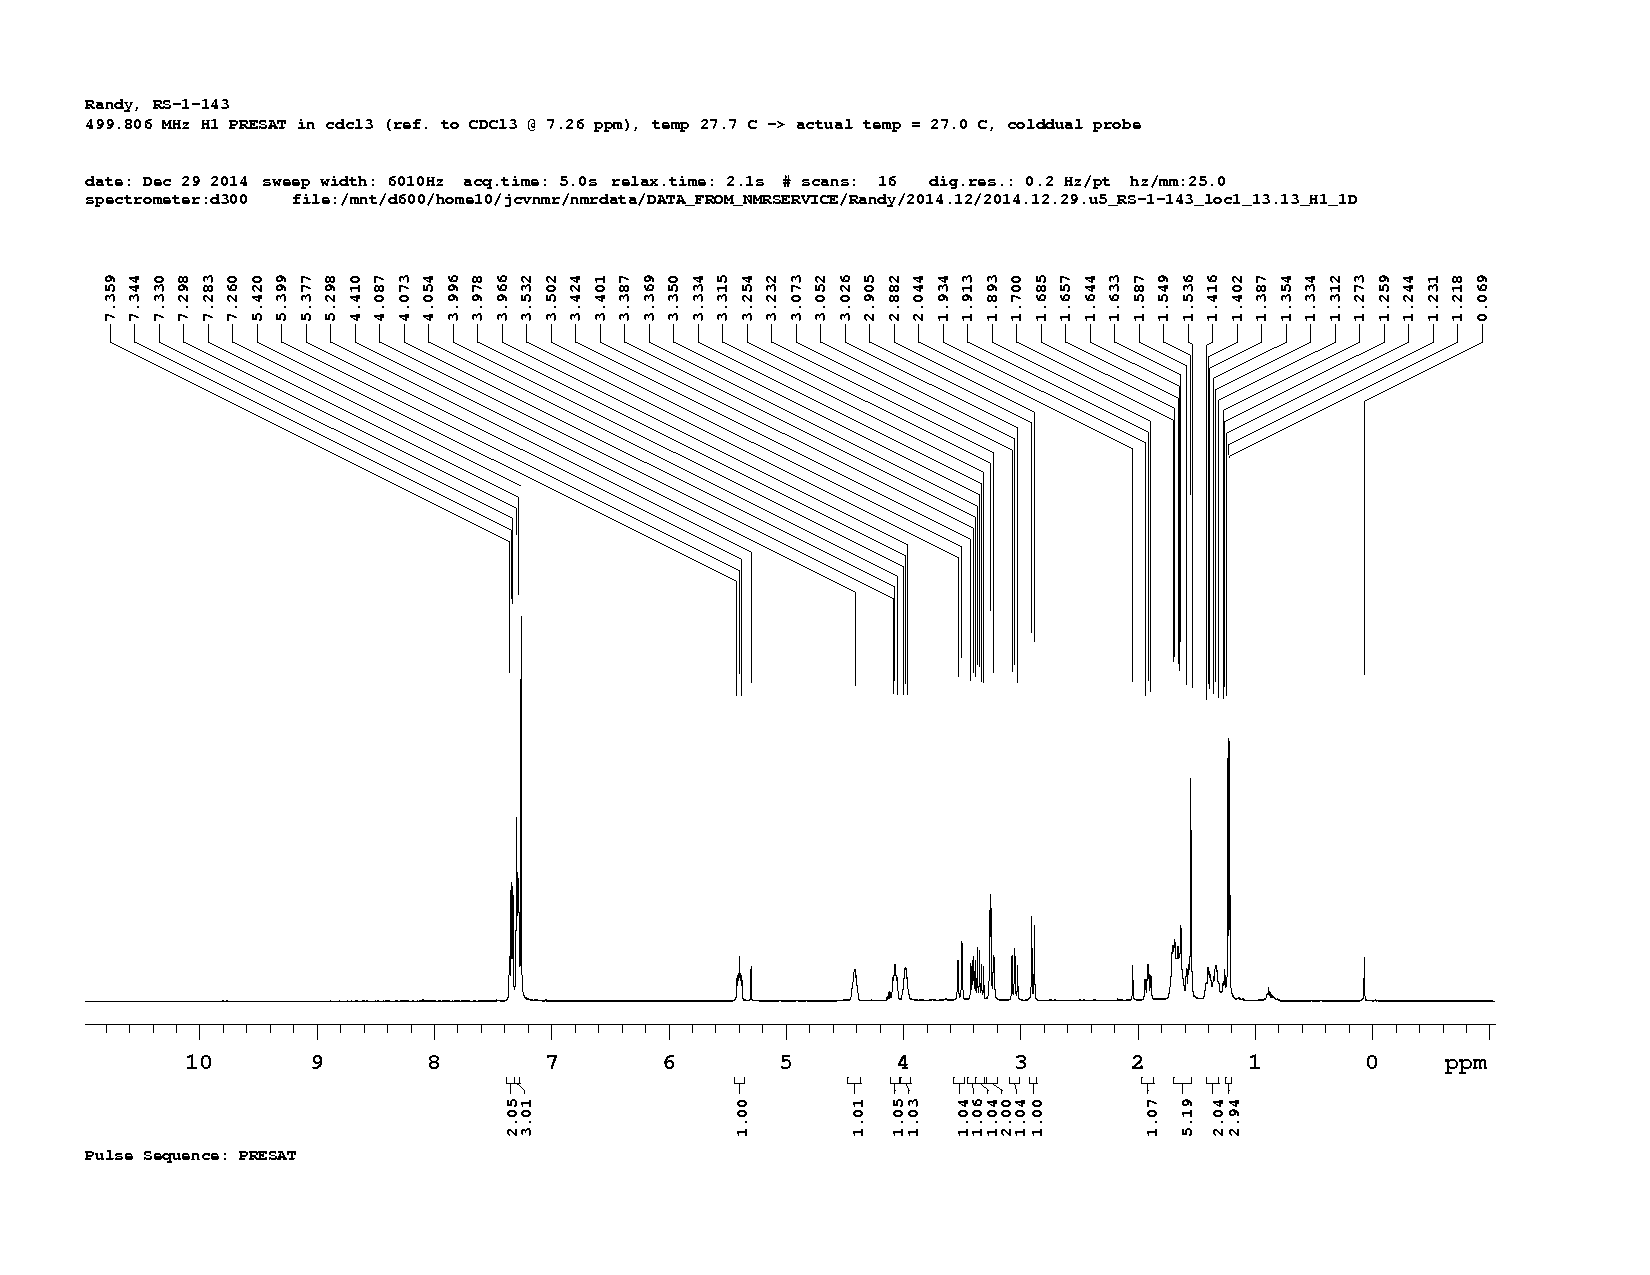 Randy, RS-1-143
499.806 MHz H1 PRESAT in cdcl3 (ref. to CDCl3 @ 7.26 ppm), temp 27.7 C -> actual temp = 27.0 C, colddual probe
date: Dec 29 2014 sweep width: 6010Hz acq.time: 5.0s relax.time: 2.1s # scans: 16 dig.res.: 0.2 Hz/pt hz/mm:25.0
spectrometer:d300 file:/mnt/d600/home10/jcvnmr/nmrdata/DATA_FROM_NMRSERVICE/Randy/2014.12/2014.12.29.u5_RS-1-143_loc1_13.13_H1_1D
7.359 7.344 7.330 7.298 7.283 7.260 5.420 5.399 5.377 5.298 4.410 4.087 4.073 4.054 3.996 3.978 3.966 3.532 3.502 3.424 3.401 3.387 3.369 3.350 3.334 3.315 3.254 3.232 3.073 3.052 3.026 2.905 2.882 2.044 1.934 1.913 1.893 1.700 1.685 1.657 1.644 1.633 1.587 1.549 1.536 1.416 1.402 1.387 1.354 1.334 1.312 1.273 1.259 1.244 1.231 1.218 0.069
10 9 8 7 6 5 4 3 2 1 0 ppm
2.05 3.01 1.00 1.01 1.05 1.03 1.04 1.06 1.04 2.00 1.04 1.00 1.07 5.19 2.04 2.94
Pulse Sequence: PRESAT